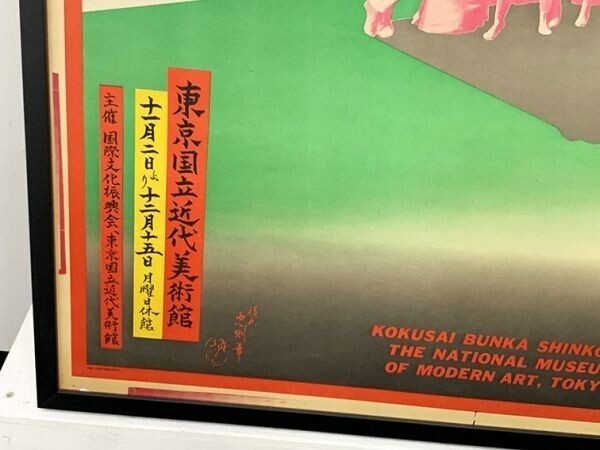 東京国立近代美術館
十一月二日より十二月十五日 月曜日休館
主催 国際文化振興会、東京国立近代美術館
KOKUSAI BUNKA SHINKO
THE NATIONAL MUSEU
OF MODERN ART, TOKY